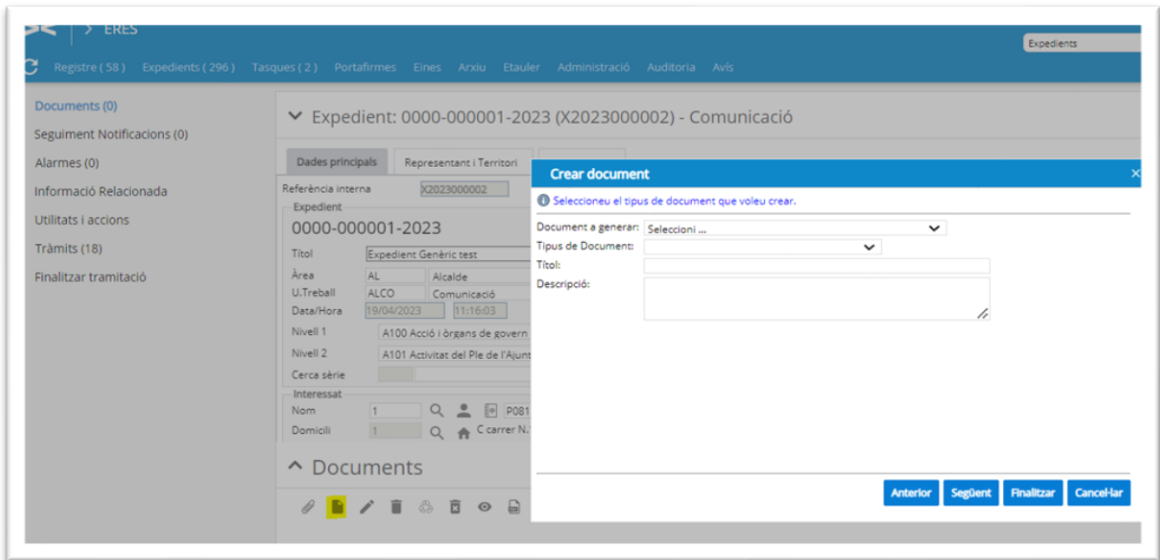 > ERES
Expedients
Registre ( 58 ) Expedients ( 296 ) Tasques ( 2 ) Portafirmes Eines Arxiu Etauler Administració Auditoria Avís
Documents (0)
Seguiment Notificacions (0)
Alarmes (0)
Informació Relacionada
Utilitats i accions
Tràmits (18)
Finalitzar tramitació
Expedient: 0000-000001-2023 (X2023000002) - Comunicació
Dades principals Representant i Territori
Referència interna X2023000002
Expedient
0000-000001-2023
Títol Expedient Genèric test
Àrea AL Alcalde
U.Treball ALCO Comunicació
Data/Hora 19/04/2023 11:16:03
Nivell 1 A100 Acció i òrgans de govern
Nivell 2 A101 Activitat del Ple de l'Ajunt
Cerca sèrie
Interessat
Nom 1 P081
Domicili 1 C carrer N.
Documents
Crear document ×
Seleccioneu el tipus de document que voleu crear.
Document a generar: Seleccioni ...
Tipus de Document:
Títol:
Descripció:
Anterior Següent Finalitzar Cancel·lar